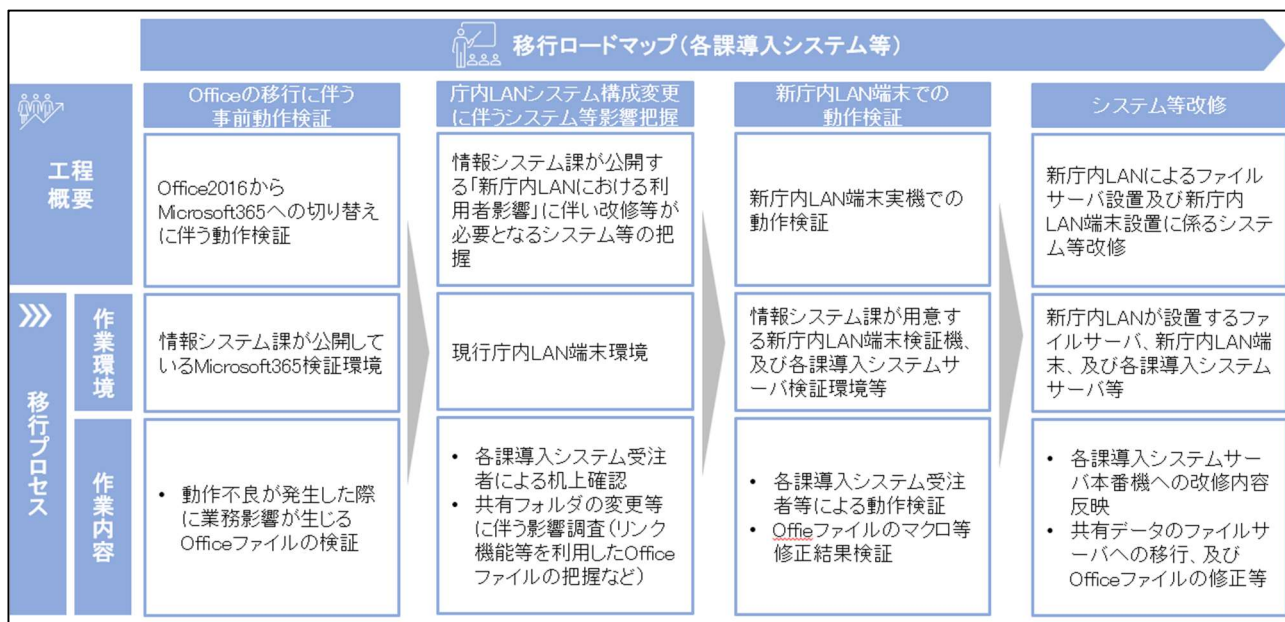 移行ロードマップ(各課導入システム等)
Officeの移行に伴う
事前動作検証
庁内LANシステム構成変更
に伴うシステム等影響把握
新庁内LAN端末での
動作検証
システム等改修
工程
概要
Office2016から
Microsoft365への切り替え
に伴う動作検証
情報システム課が公開す
る「新庁内LANにおける利
用者影響」に伴い改修等が
必要となるシステム等の把
握
新庁内LAN端末実機での
動作検証
新庁内LANによるファイル
サーバ設置及び新庁内
LAN端末設置に係るシステ
ム等改修
移行プロセス
作業環境
情報システム課が公開して
いるMicrosoft365検証環境
現行庁内LAN端末環境
情報システム課が用意す
る新庁内LAN端末検証機、
及び各課導入システムサー
バ検証環境等
新庁内LANが設置するファ
イルサーバ、新庁内LAN端
末、及び各課導入システム
サーバ等
作業内容
• 動作不良が発生した際
に業務影響が生じる
Officeファイルの検証
• 各課導入システム受注
者による机上確認
• 共有フォルダの変更等
に伴う影響調査(リンク
機能等を利用したOffice
ファイルの把握など)
• 各課導入システム受注
者等による動作検証
• Offieファイルのマクロ等
修正結果検証
• 各課導入システムサー
バ本番機への改修内容
反映
• 共有データのファイルサ
ーバへの移行、及び
Officeファイルの修正等